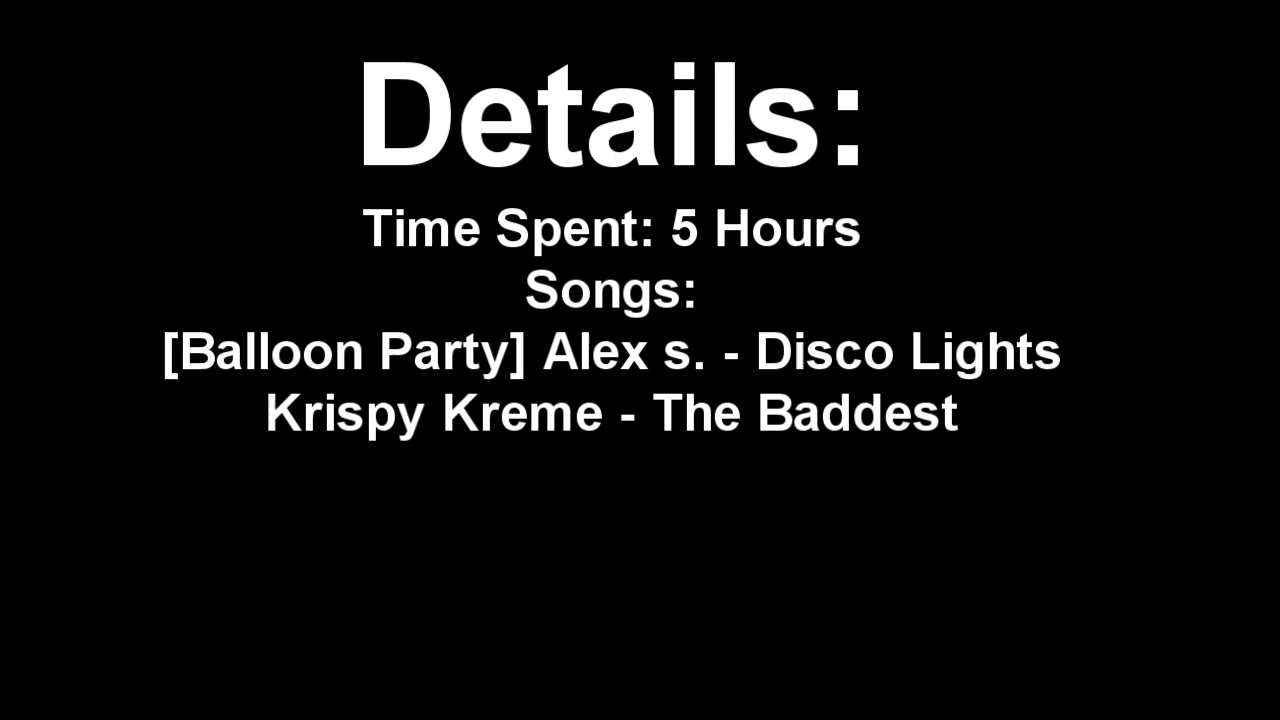 Details:
Time Spent: 5 Hours
Songs:
[Balloon Party] Alex s. - Disco Lights
Krispy Kreme - The Baddest